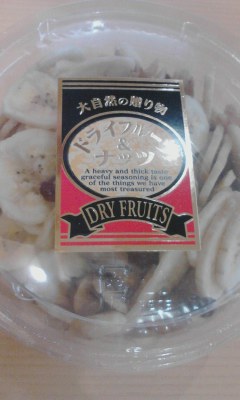 大自然の贈り物
ドライフルーツ
&
ナッツ
A heavy and thick taste
graceful seasoning is one
of the things we have
most treasured
DRY FRUITS